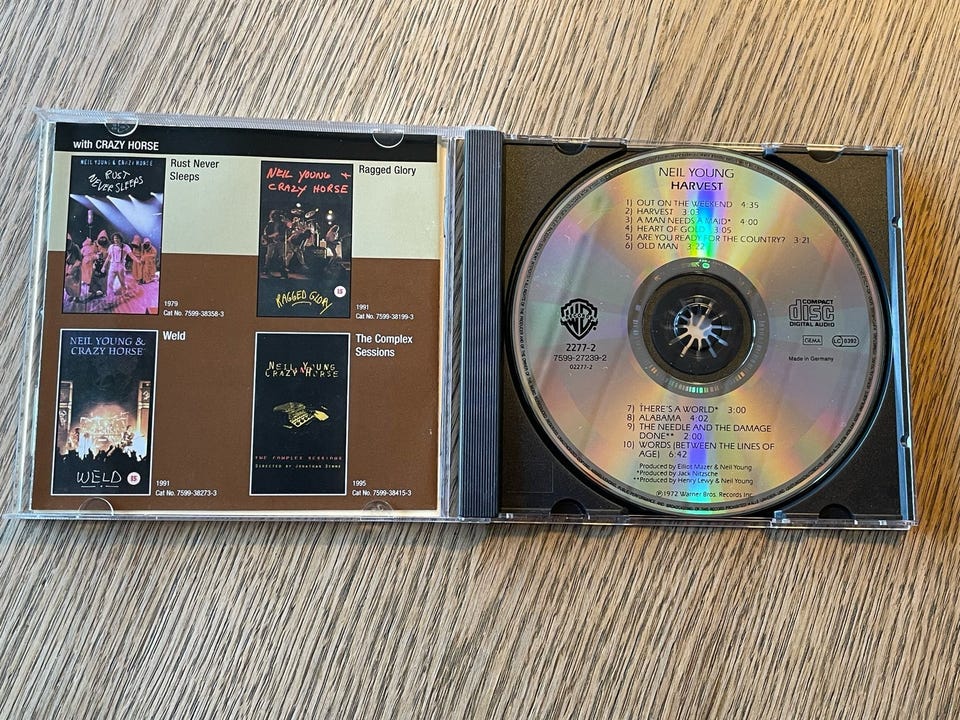 with CRAZY HORSE
NEIL YOUNG & CRAZY HORSE
RUST
NEVER SLEEPS
Rust Never
Sleeps
1979
Cat No. 7599-38358-3
NEIL YOUNG +
CRAZY HORSE
RAGGED GLORY
15
Ragged Glory
1991
Cat No. 7599-38199-3
NEIL YOUNG &
CRAZY HORSE
WELD
15
Weld
1991
Cat No. 7599-38273-3
NEIL YOUNG
CRAZY HORSE
THE COMPLEX SESSIONS
DIRECTED BY JONATHAN DEMME
The Complex
Sessions
1995
Cat No. 7599-38415-3
NEIL YOUNG
HARVEST
1) OUT ON THE WEEKEND 4:35
2) HARVEST 3:03
3) A MAN NEEDS A MAID* 4:00
4) HEART OF GOLD 3:05
5) ARE YOU READY FOR THE COUNTRY? 3:21
6) OLD MAN 3:22
WB
2277-2
7599-27239-2
02277-2
COMPACT
disc
DIGITAL AUDIO
GEMA
LC 0392
Made in Germany
7) THERE'S A WORLD* 3:00
8) ALABAMA 4:02
9) THE NEEDLE AND THE DAMAGE
DONE** 2:00
10) WORDS (BETWEEN THE LINES OF
AGE) 6:42
Produced by Elliot Mazer & Neil Young
*Produced by Jack Nitzsche
**Produced by Henry Lewy & Neil Young
℗1972 Warner Bros. Records Inc.